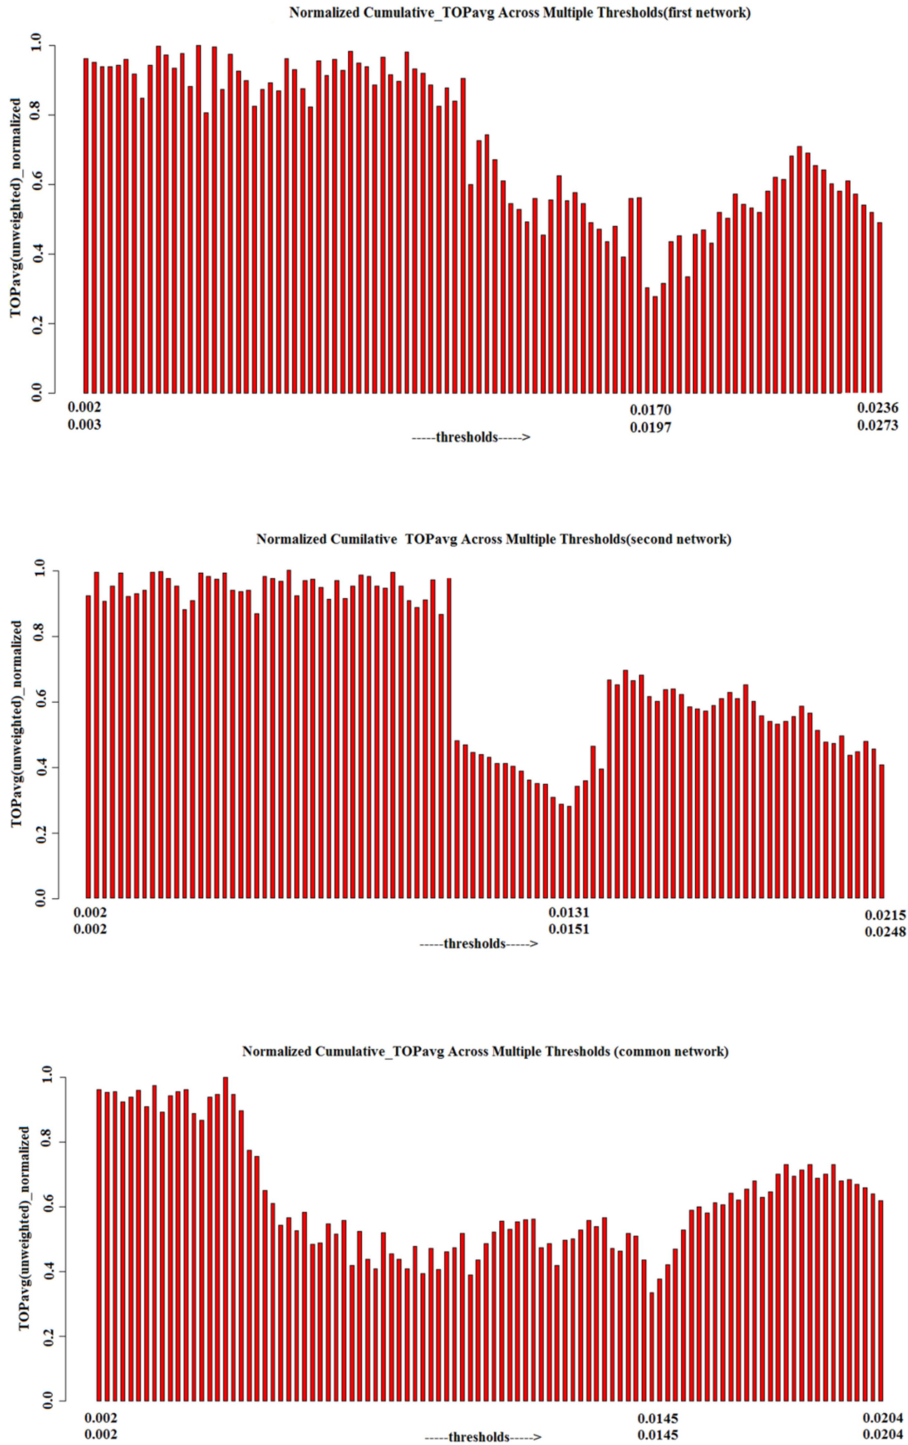 Normalized Cumulative_TOPavg Across Multiple Thresholds(first network)
TOPavg(unweighted)_normalized
1.0
0.8
0.6
0.4
0.2
0.0
0.002 0.0170 0.0236
0.003 0.0197 0.0273
-----thresholds----->
Normalized Cumilative TOPavg Across Multiple Thresholds(second network)
TOPavg(unweighted)_normalized
1.0
0.8
0.6
0.4
0.2
0.0
0.002 0.0131 0.0215
0.002 0.0151 0.0248
-----thresholds----->
Normalized Cumulative_TOPavg Across Multiple Thresholds (common network)
TOPavg(unweighted)_normalized
1.0
0.8
0.6
0.4
0.2
0.0
0.002 0.0145 0.0204
0.002 0.0145 0.0204
-----thresholds----->